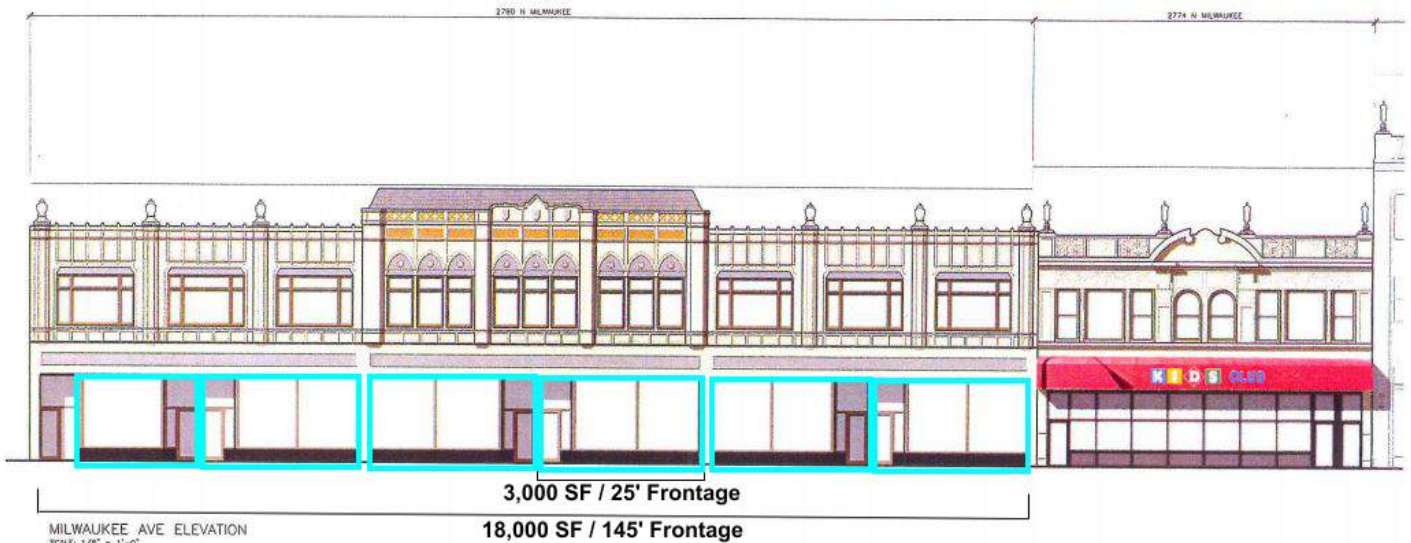 2780 N MILWAUKEE
2774 N MILWAUKEE
KIDS CLUB
3,000 SF / 25' Frontage
18,000 SF / 145' Frontage
MILWAUKEE AVE ELEVATION